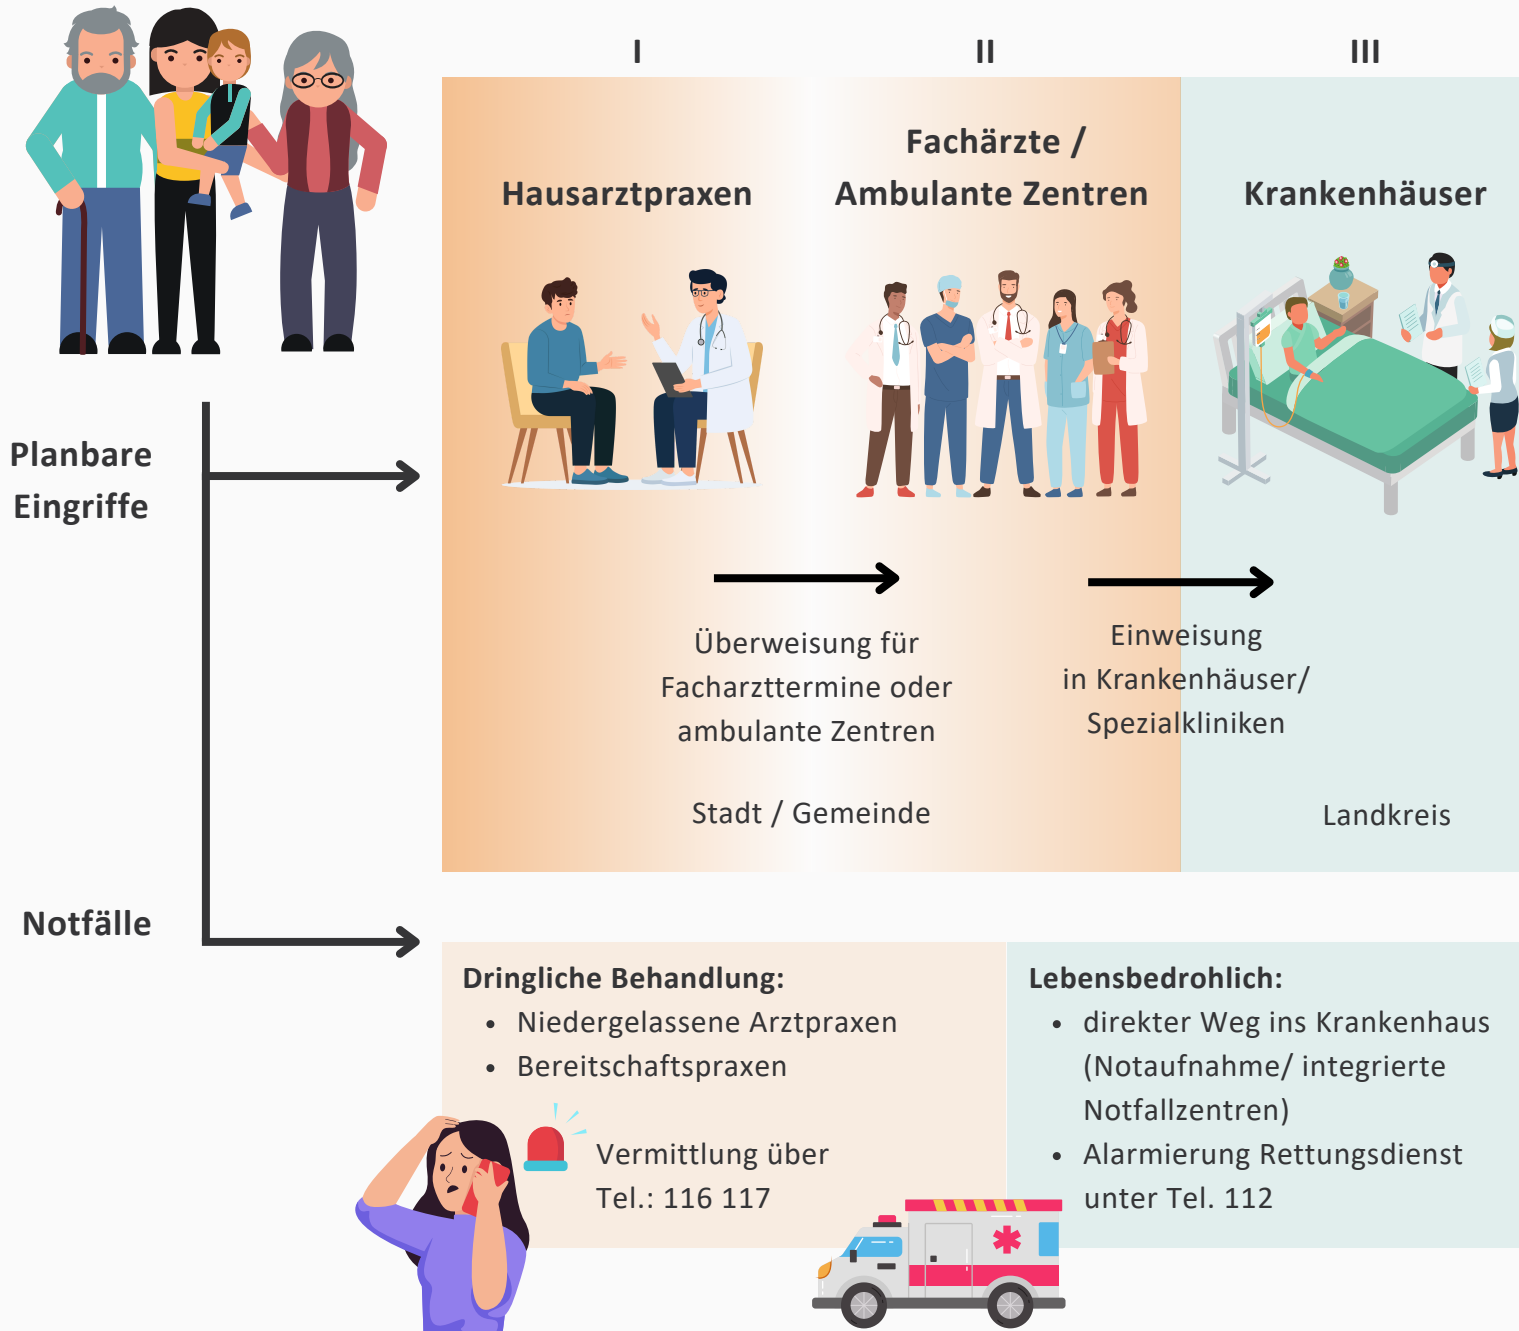 I
II
III
Hausarztpraxen
Fachärzte /
Ambulante Zentren
Krankenhäuser
Planbare
Eingriffe
Überweisung für
Facharzttermine oder
ambulante Zentren
Einweisung
in Krankenhäuser/
Spezialkliniken
Stadt / Gemeinde
Landkreis
Notfälle
Dringliche Behandlung:
• Niedergelassene Arztpraxen
• Bereitschaftspraxen
Vermittlung über
Tel.: 116 117
Lebensbedrohlich:
• direkter Weg ins Krankenhaus
(Notaufnahme/ integrierte
Notfallzentren)
• Alarmierung Rettungsdienst
unter Tel. 112